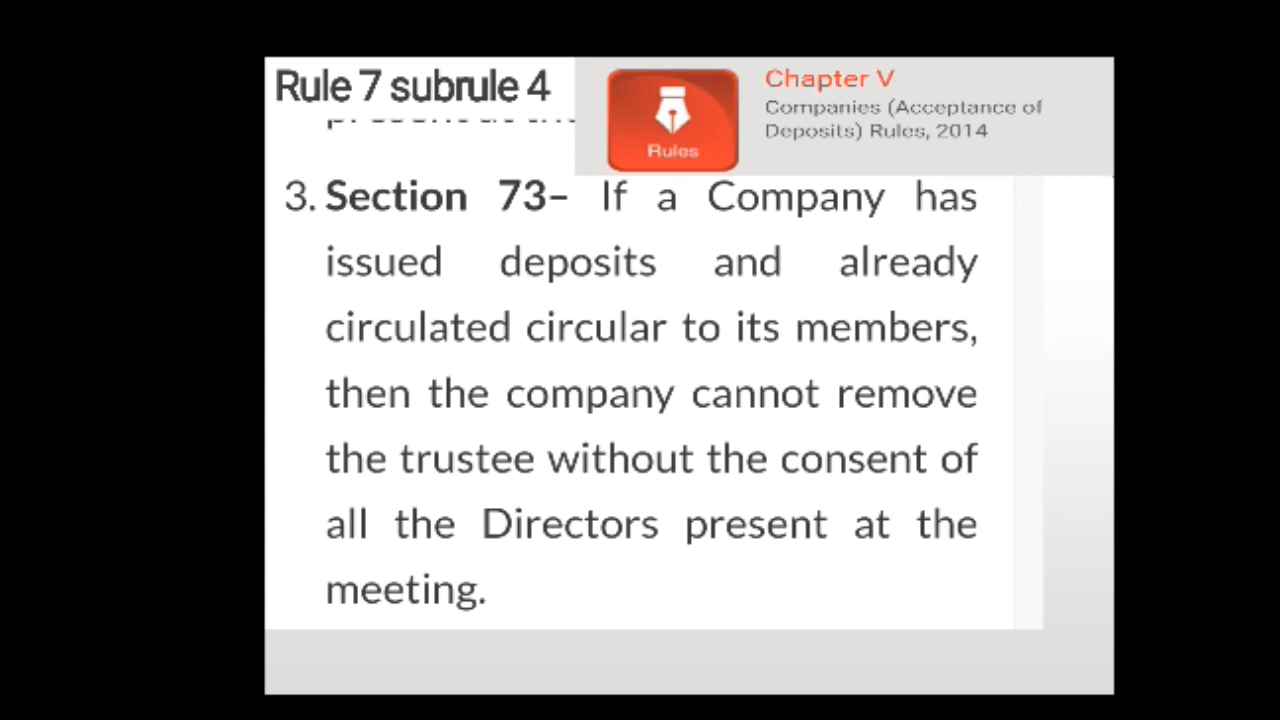 Rule 7 subrule 4
Rules
Chapter V
Companies (Acceptance of
Deposits) Rules, 2014
3. Section 73– If a Company has
issued deposits and already
circulated circular to its members,
then the company cannot remove
the trustee without the consent of
all the Directors present at the
meeting.